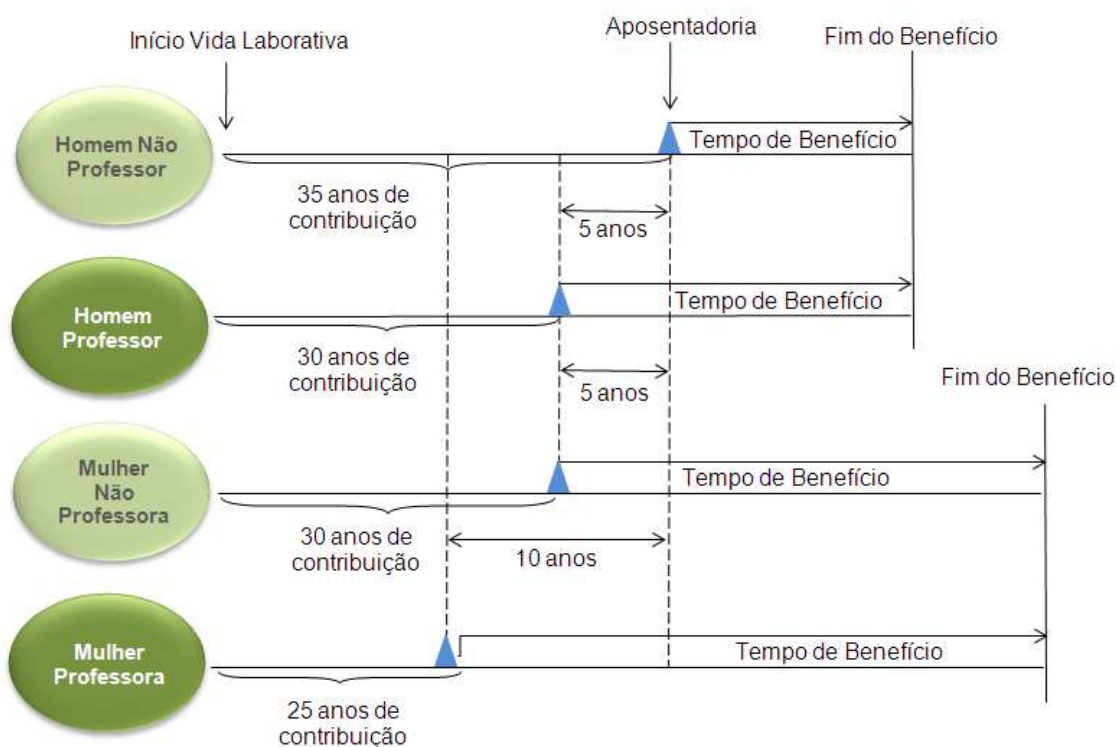 Início Vida Laborativa
Aposentadoria
Fim do Benefício
Homem Não
Professor
Tempo de Benefício
35 anos de
contribuição
5 anos
Homem
Professor
Tempo de Benefício
30 anos de
contribuição
5 anos
Fim do Benefício
Mulher
Não
Professora
Tempo de Benefício
30 anos de
contribuição
10 anos
Mulher
Professora
Tempo de Benefício
25 anos de
contribuição